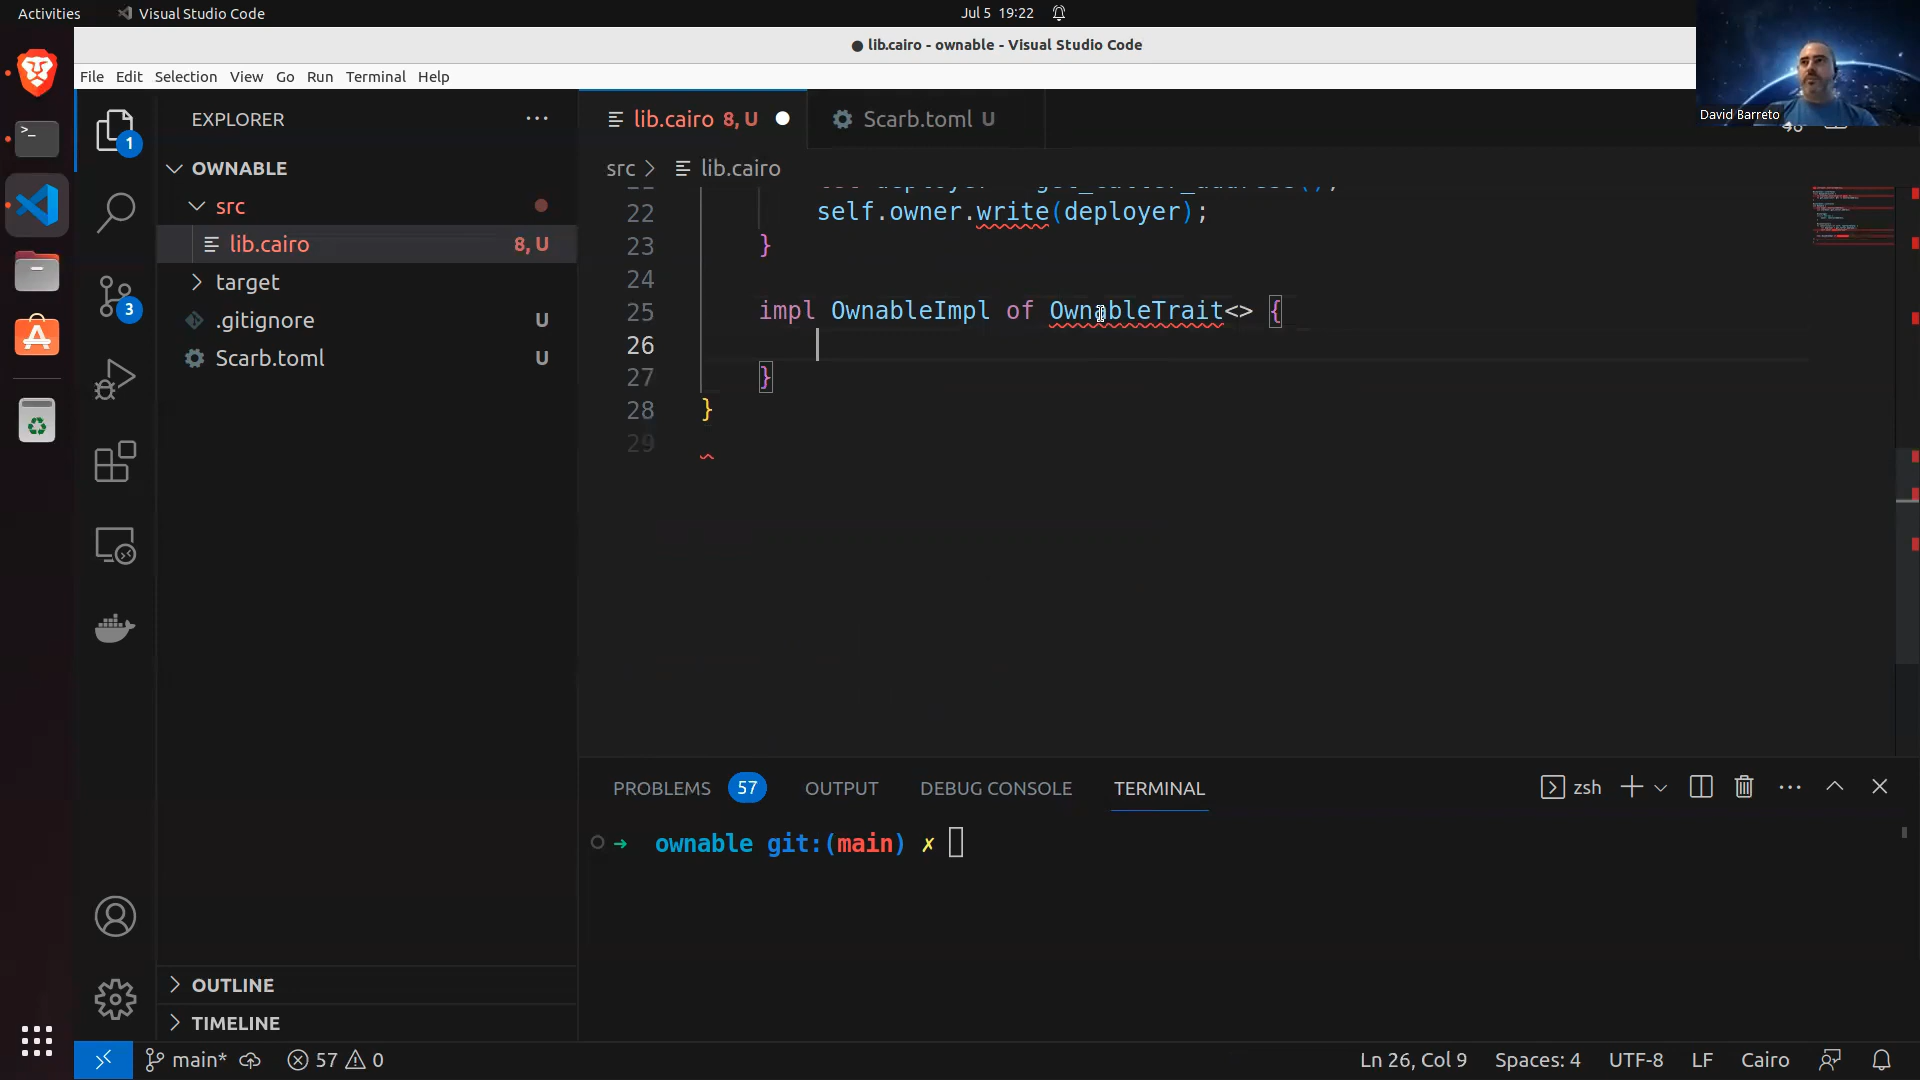 Activities
Visual Studio Code
Jul 5 19:22
● lib.cairo - ownable - Visual Studio Code
David Barreto
File Edit Selection View Go Run Terminal Help
EXPLORER
lib.cairo 8, U
Scarb.toml U
OWNABLE
src > lib.cairo
src
lib.cairo 8, U
target
.gitignore U
Scarb.toml U
1
3
22 self.owner.write(deployer);
23 }
24
25 impl OwnableImpl of OwnableTrait<> {
26
27 }
28 }
29
PROBLEMS 57 OUTPUT DEBUG CONSOLE TERMINAL
zsh
➜ ownable git:(main) ✗
OUTLINE
TIMELINE
main* 57 0
Ln 26, Col 9 Spaces: 4 UTF-8 LF Cairo